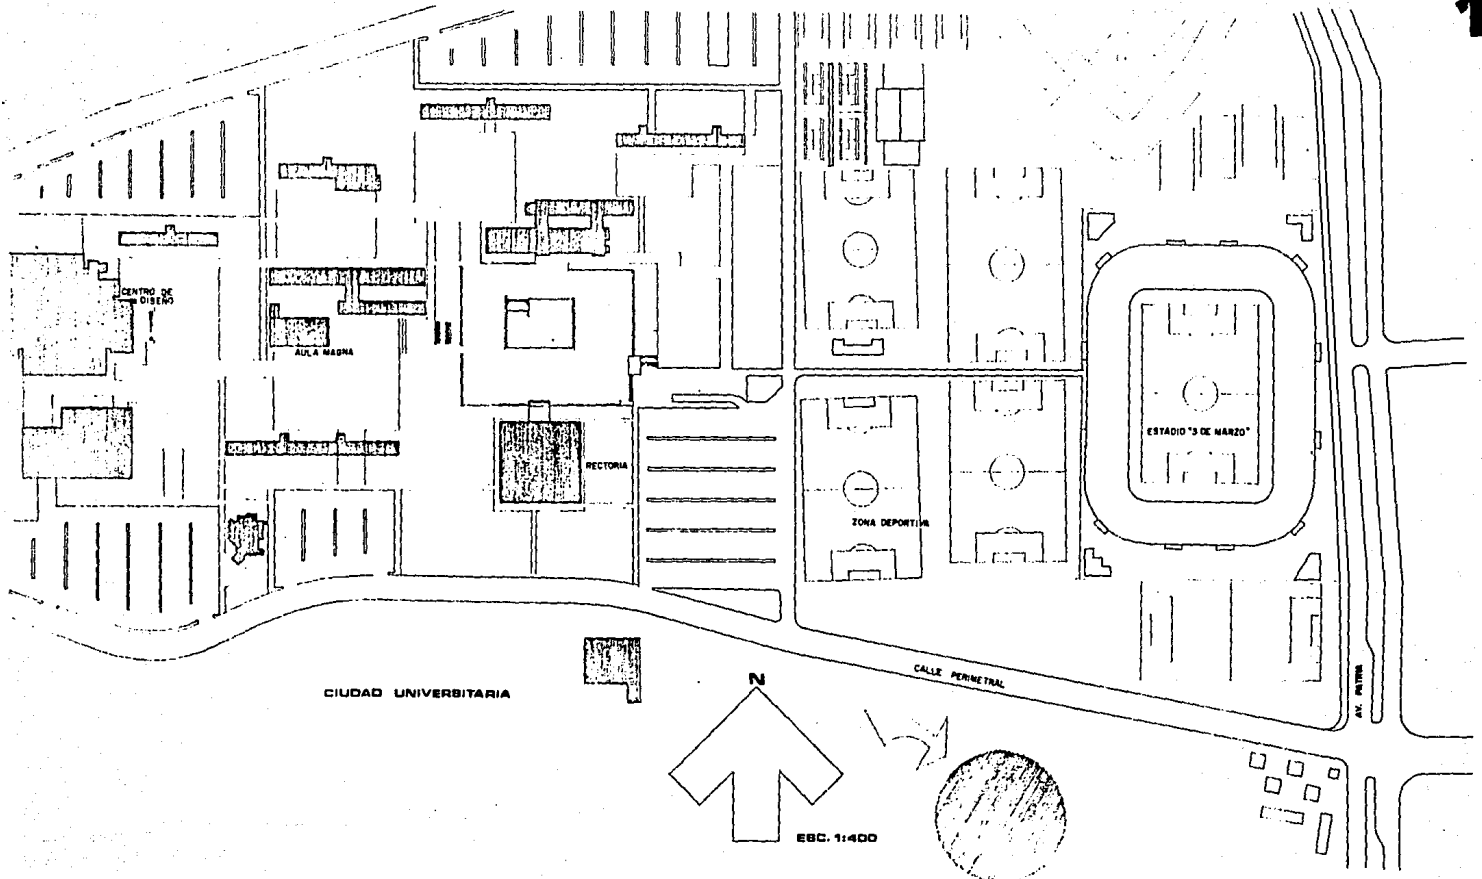 CENTRO DE
DISEÑO
AULA MAGNA
RECTORIA
ESTADIO "3 DE MARZO"
ZONA DEPORTIVA
CALLE PERIMETRAL
AV. PATRIA
CIUDAD UNIVERSITARIA
N
ESC. 1:400